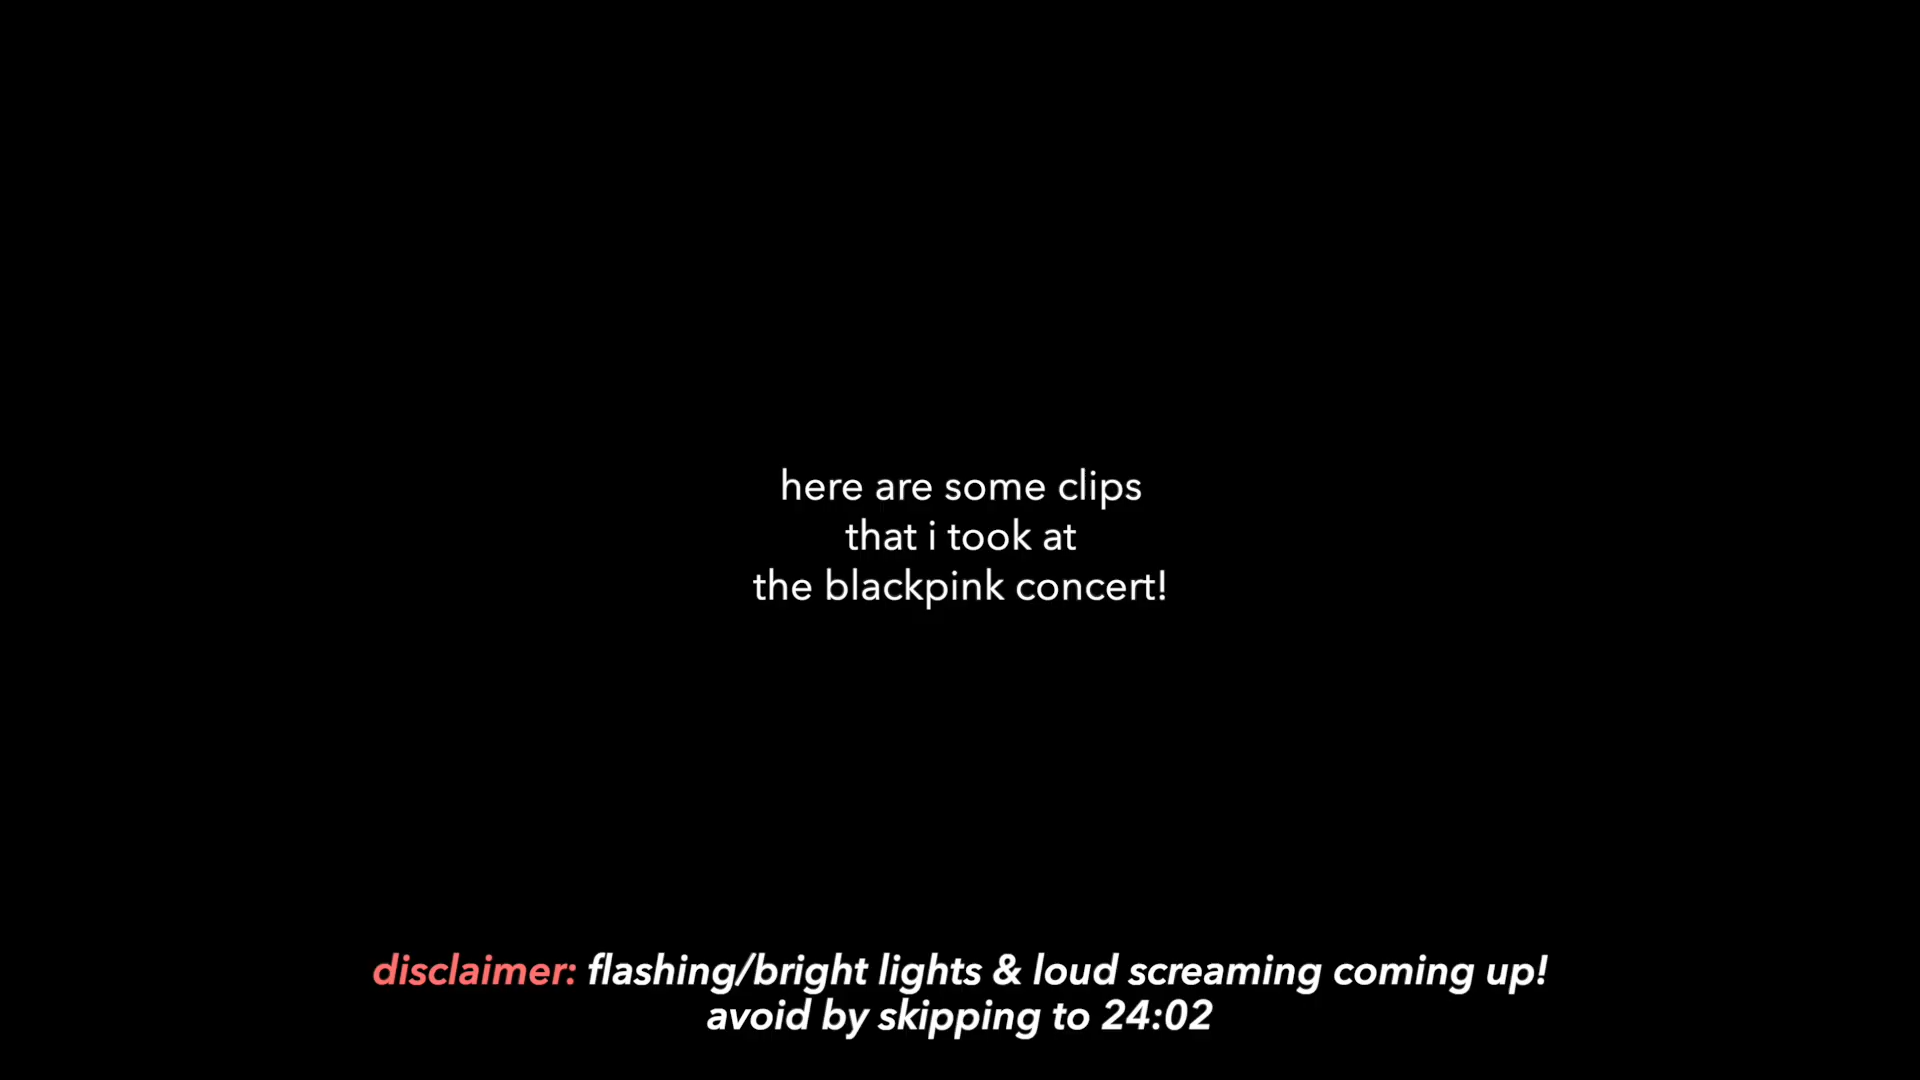 here are some clips
that i took at
the blackpink concert!
disclaimer: flashing/bright lights & loud screaming coming up!
avoid by skipping to 24:02